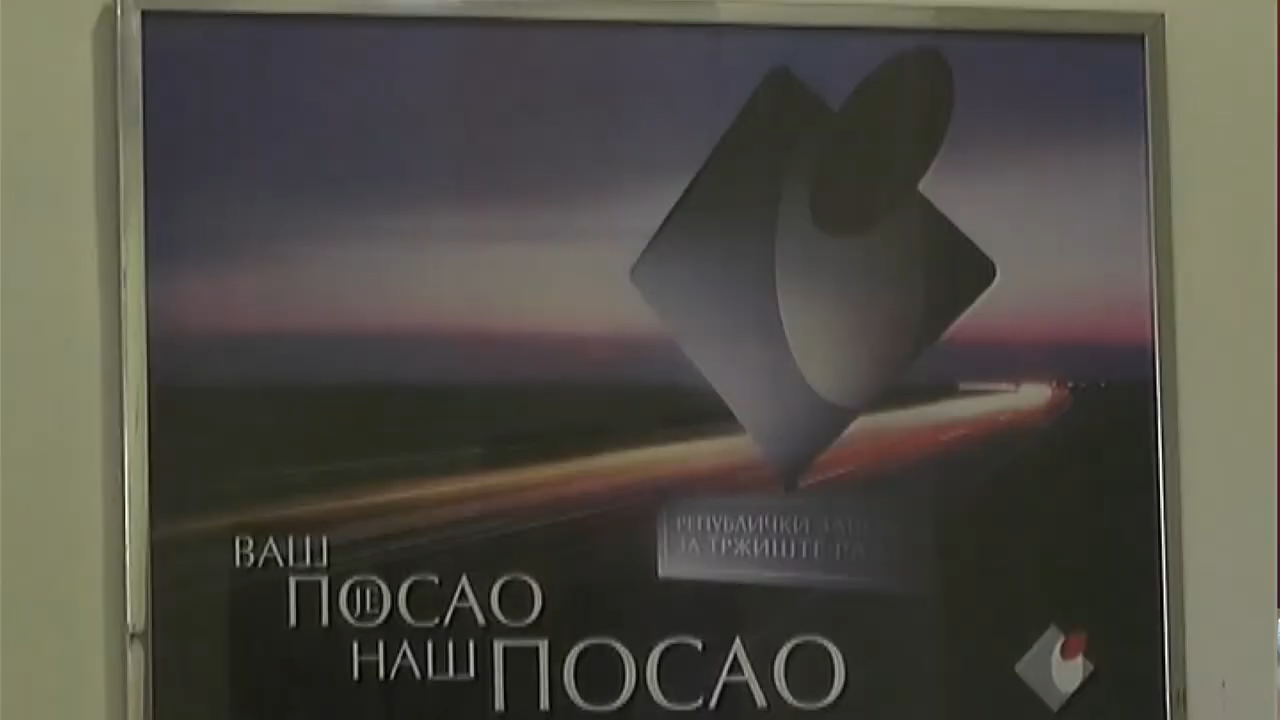 РЕПУБЛИЧКИ
ЗА ТРЖИШТЕ
ВАШ
ПОСАО
ЈЕ
НАШ ПОСАО